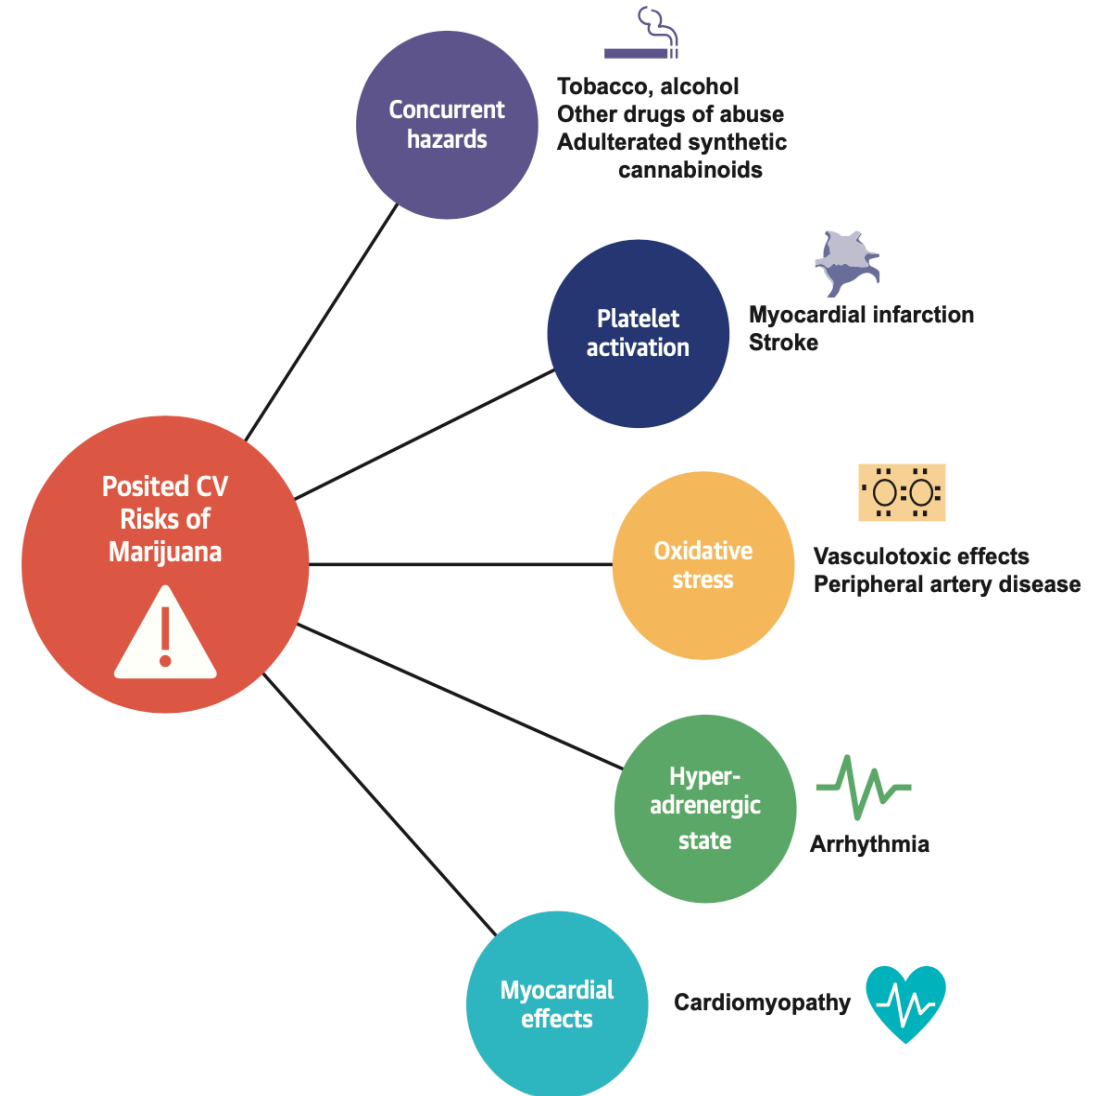 Concurrent
hazards
Tobacco, alcohol
Other drugs of abuse
Adulterated synthetic
cannabinoids
Platelet
activation
Myocardial infarction
Stroke
Posited CV
Risks of
Marijuana
Oxidative
stress
Vasculotoxic effects
Peripheral artery disease
Hyper-
adrenergic
state
Arrhythmia
Myocardial
effects
Cardiomyopathy